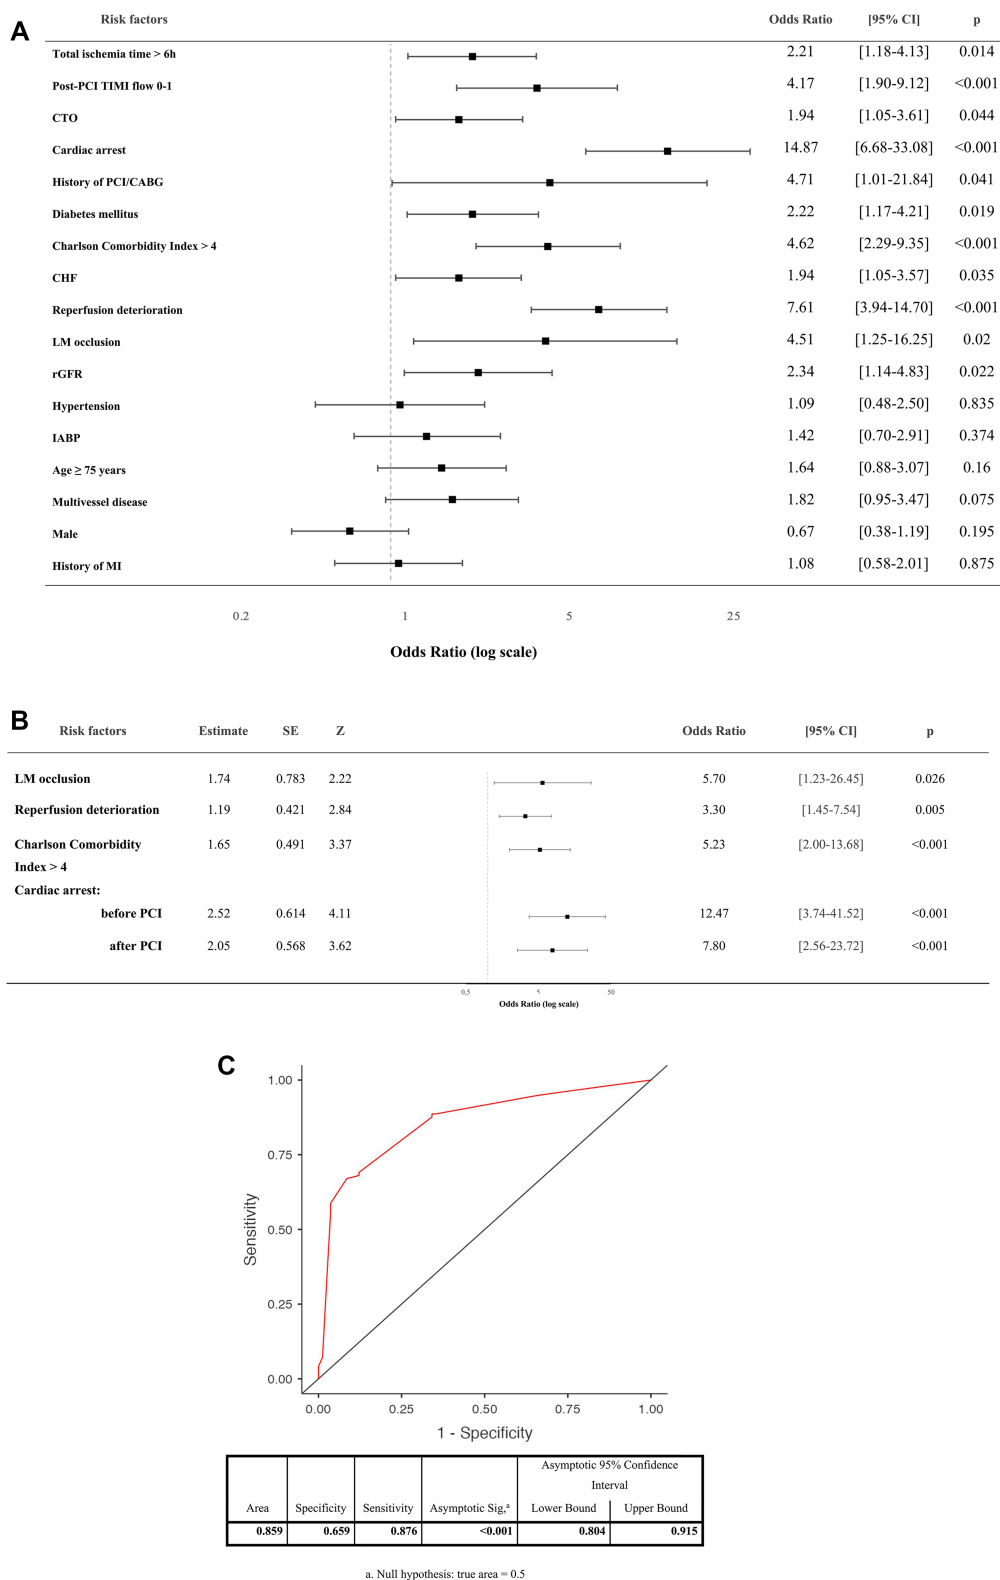 A
Risk factors Odds Ratio [95% CI] p
Total ischemia time > 6h 2.21 [1.18-4.13] 0.014
Post-PCI TIMI flow 0-1 4.17 [1.90-9.12] <0.001
CTO 1.94 [1.05-3.61] 0.044
Cardiac arrest 14.87 [6.68-33.08] <0.001
History of PCI/CABG 4.71 [1.01-21.84] 0.041
Diabetes mellitus 2.22 [1.17-4.21] 0.019
Charlson Comorbidity Index > 4 4.62 [2.29-9.35] <0.001
CHF 1.94 [1.05-3.57] 0.035
Reperfusion deterioration 7.61 [3.94-14.70] <0.001
LM occlusion 4.51 [1.25-16.25] 0.02
rGFR 2.34 [1.14-4.83] 0.022
Hypertension 1.09 [0.48-2.50] 0.835
IABP 1.42 [0.70-2.91] 0.374
Age ≥ 75 years 1.64 [0.88-3.07] 0.16
Multivessel disease 1.82 [0.95-3.47] 0.075
Male 0.67 [0.38-1.19] 0.195
History of MI 1.08 [0.58-2.01] 0.875
0.2 1 5 25
Odds Ratio (log scale)
B
Risk factors Estimate SE Z Odds Ratio [95% CI] p
LM occlusion 1.74 0.783 2.22 5.70 [1.23-26.45] 0.026
Reperfusion deterioration 1.19 0.421 2.84 3.30 [1.45-7.54] 0.005
Charlson Comorbidity 1.65 0.491 3.37 5.23 [2.00-13.68] <0.001
Index > 4
Cardiac arrest:
before PCI 2.52 0.614 4.11 12.47 [3.74-41.52] <0.001
after PCI 2.05 0.568 3.62 7.80 [2.56-23.72] <0.001
0,5 5 50
Odds Ratio (log scale)
C
1.00
0.75
0.50
0.25
0.00
Sensitivity
0.00 0.25 0.50 0.75 1.00
1 - Specificity
Asymptotic 95% Confidence
Interval
Area Specificity Sensitivity Asymptotic Sig,a Lower Bound Upper Bound
0.859 0.659 0.876 <0.001 0.804 0.915
a. Null hypothesis: true area = 0.5